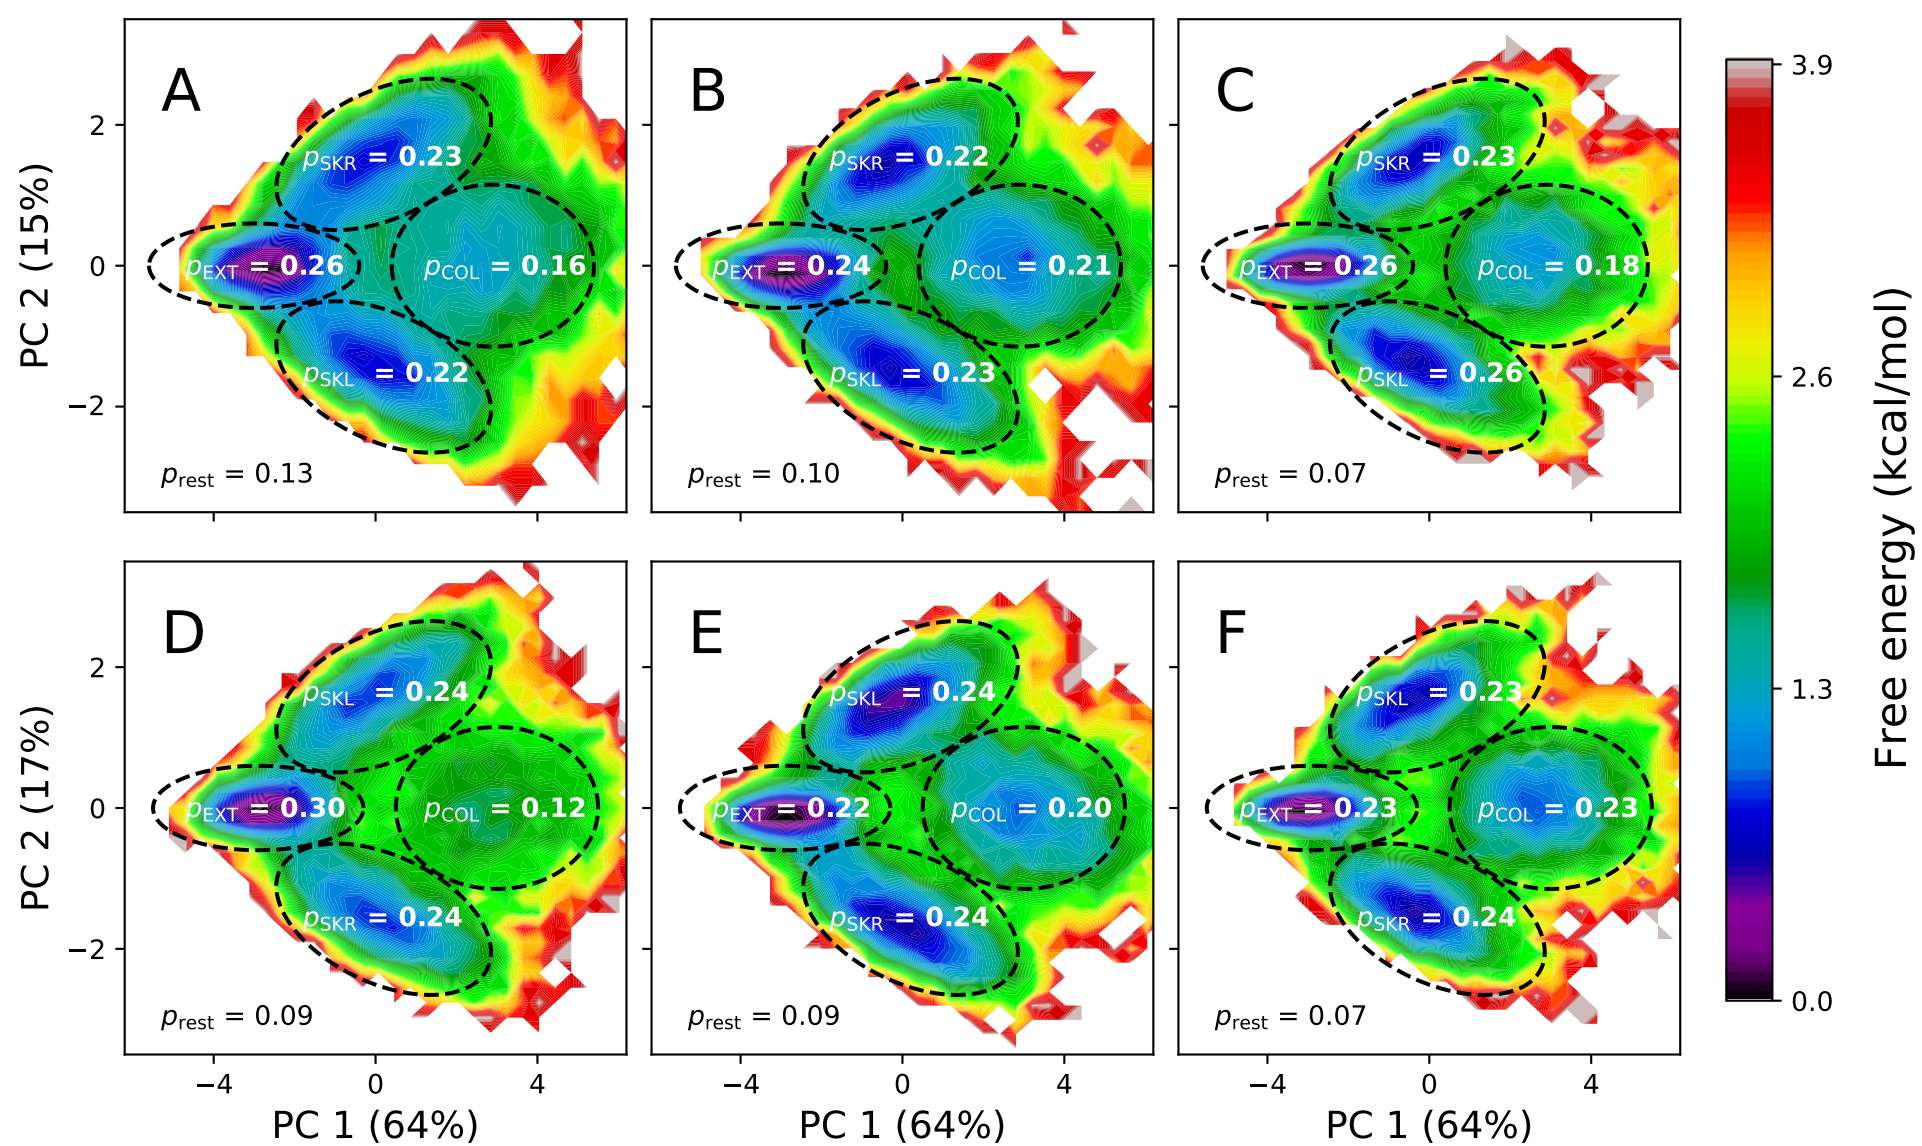 A
B
C
p_SKR = 0.23
p_EXT = 0.26
p_COL = 0.16
p_SKL = 0.22
p_rest = 0.13
p_SKR = 0.22
p_EXT = 0.24
p_COL = 0.21
p_SKL = 0.23
p_rest = 0.10
p_SKR = 0.23
p_EXT = 0.26
p_COL = 0.18
p_SKL = 0.26
p_rest = 0.07
2
0
−2
PC 2 (15%)
D
E
F
p_SKL = 0.24
p_EXT = 0.30
p_COL = 0.12
p_SKR = 0.24
p_rest = 0.09
p_SKL = 0.24
p_EXT = 0.22
p_COL = 0.20
p_SKR = 0.24
p_rest = 0.09
p_SKL = 0.23
p_EXT = 0.23
p_COL = 0.23
p_SKR = 0.24
p_rest = 0.07
2
0
−2
PC 2 (17%)
−4 0 4
−4 0 4
−4 0 4
PC 1 (64%)
PC 1 (64%)
PC 1 (64%)
3.9
2.6
1.3
0.0
Free energy (kcal/mol)